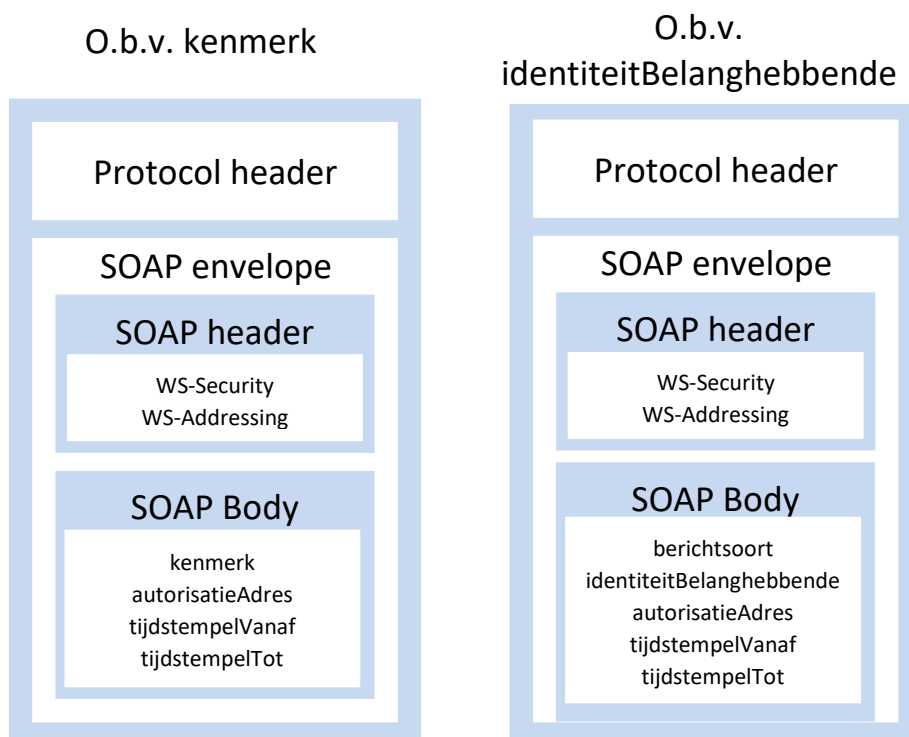 O.b.v. kenmerk
Protocol header
SOAP envelope
SOAP header
WS-Security
WS-Addressing
SOAP Body
kenmerk
autorisatieAdres
tijdstempelVanaf
tijdstempelTot
O.b.v.
identiteitBelanghebbende
Protocol header
SOAP envelope
SOAP header
WS-Security
WS-Addressing
SOAP Body
berichtsoort
identiteitBelanghebbende
autorisatieAdres
tijdstempelVanaf
tijdstempelTot